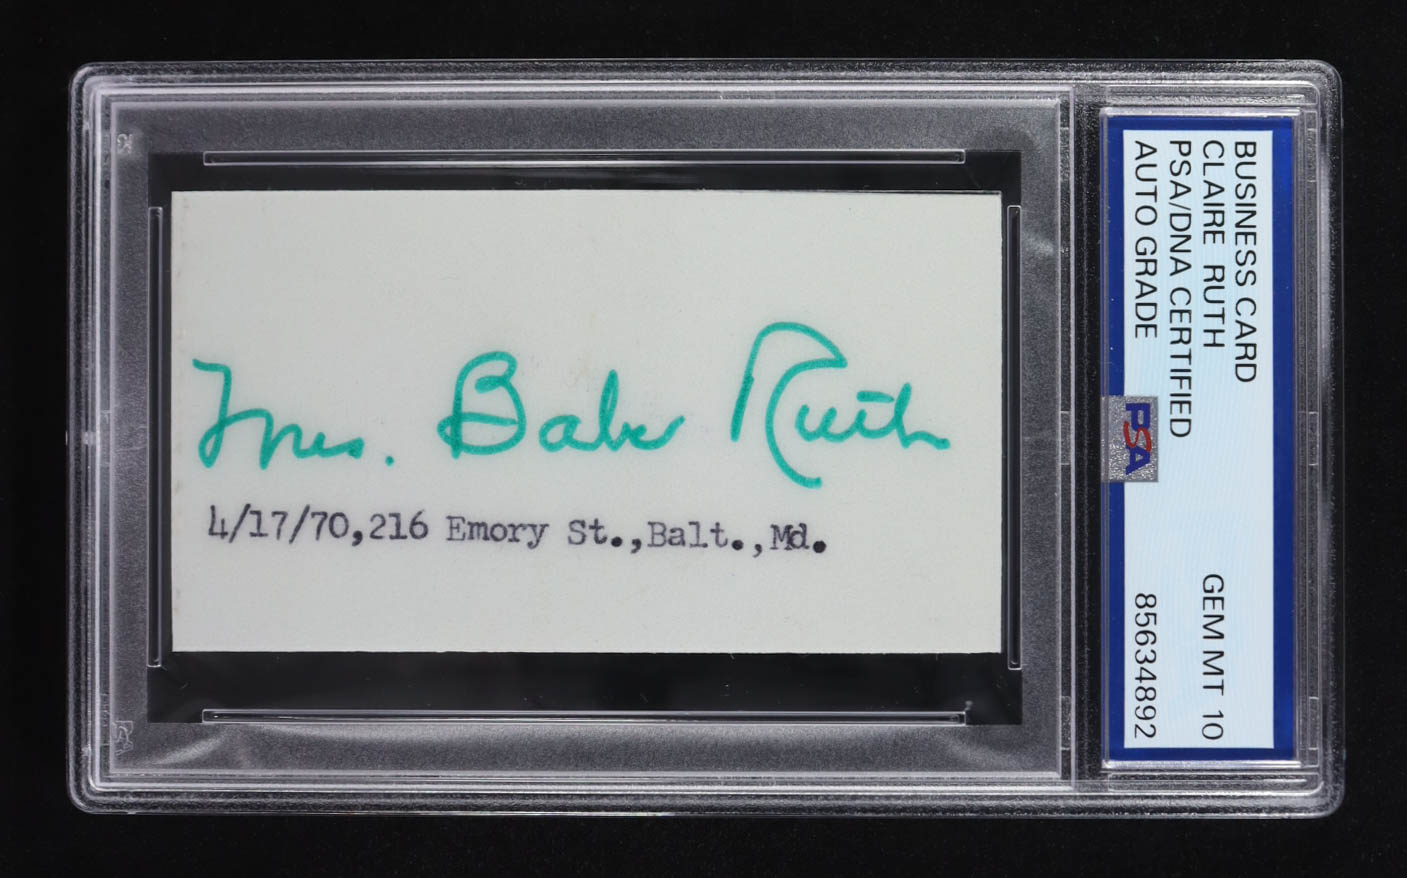 Mrs. Babe Ruth
4/17/70,216 Emory St.,Balt.,Md.
BUSINESS CARD
CLAIRE RUTH GEM MT 10
PSA/DNA CERTIFIED
AUTO GRADE 85634892
PSA